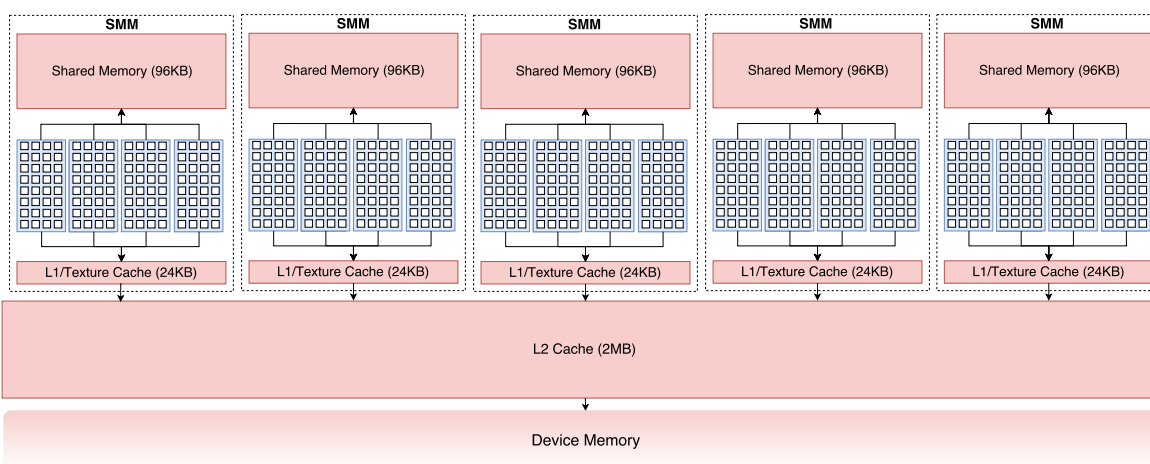 SMM SMM SMM SMM SMM
Shared Memory (96KB) Shared Memory (96KB) Shared Memory (96KB) Shared Memory (96KB) Shared Memory (96KB)
L1/Texture Cache (24KB) L1/Texture Cache (24KB) L1/Texture Cache (24KB) L1/Texture Cache (24KB) L1/Texture Cache (24KB)
L2 Cache (2MB)
Device Memory